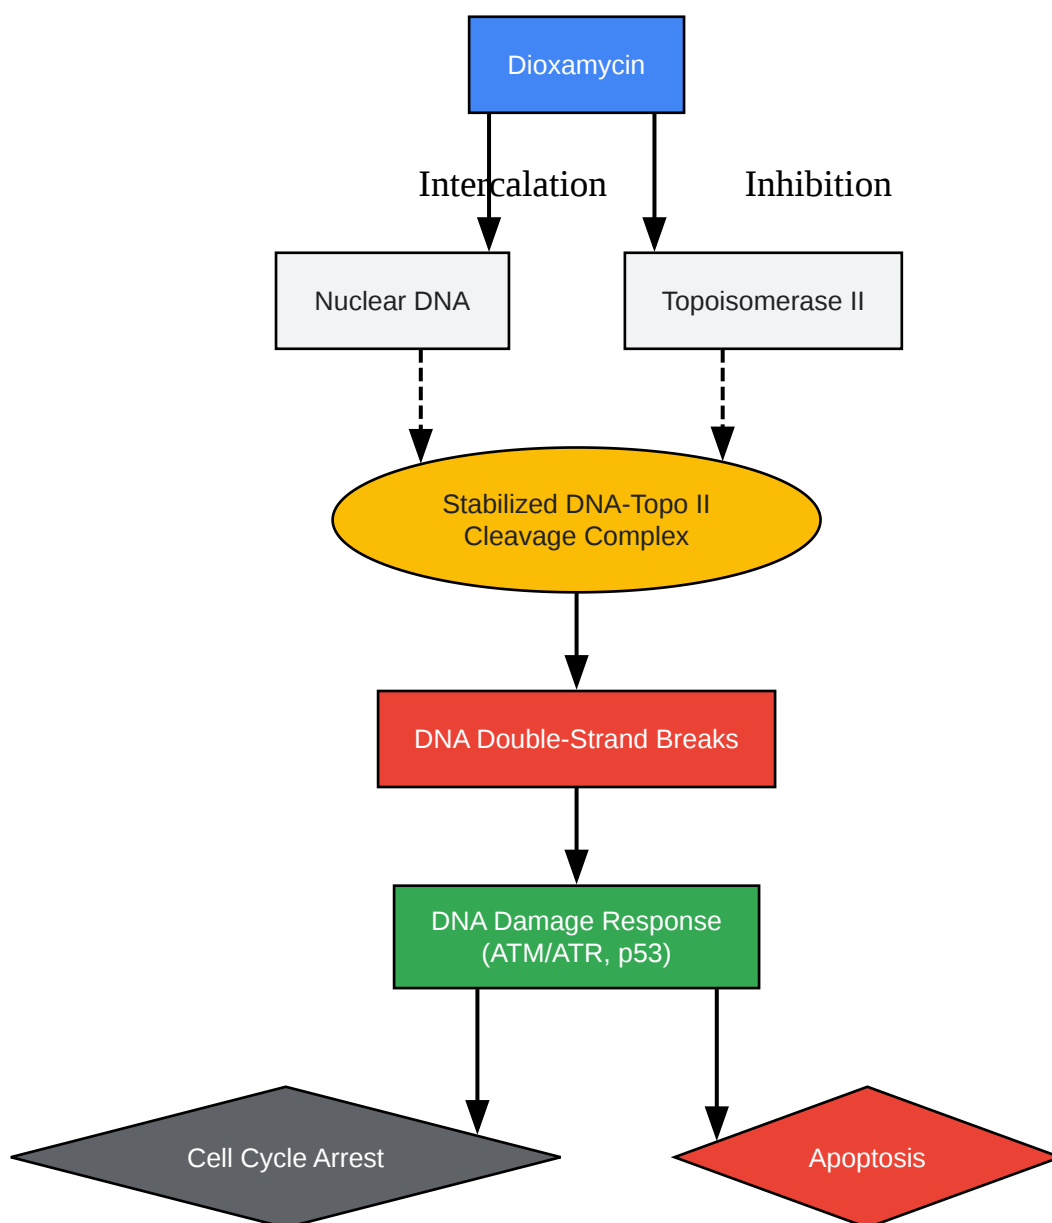 Dioxamycin
Intercalation
Inhibition
Nuclear DNA
Topoisomerase II
Stabilized DNA-Topo II
Cleavage Complex
DNA Double-Strand Breaks
DNA Damage Response
(ATM/ATR, p53)
Cell Cycle Arrest
Apoptosis